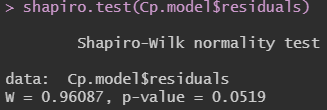 > shapiro.test(Cp.model$residuals)
Shapiro-Wilk normality test
data:  Cp.model$residuals
W = 0.96087, p-value = 0.0519